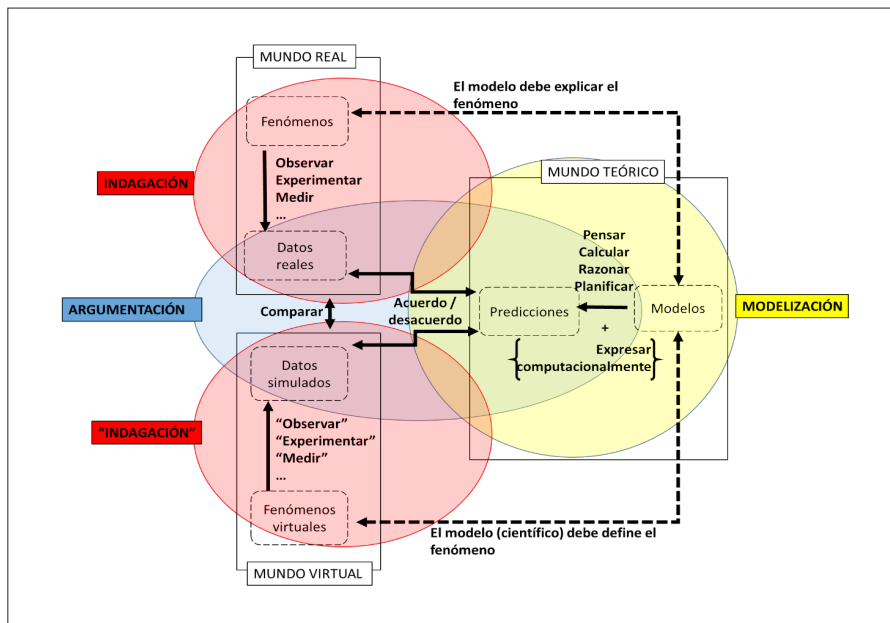 MUNDO REAL
El modelo debe explicar el
fenómeno
Fenómenos
Observar
Experimentar
Medir
...
INDAGACIÓN
MUNDO TEÓRICO
Datos
reales
Pensar
Calcular
Razonar
Planificar
ARGUMENTACIÓN
Comparar
Acuerdo /
desacuerdo
Predicciones
Modelos
MODELIZACIÓN
+
{ Expresar
computacionalmente }
Datos
simulados
"INDAGACIÓN"
“Observar”
“Experimentar”
“Medir”
...
Fenómenos
virtuales
El modelo (científico) debe define el
fenómeno
MUNDO VIRTUAL